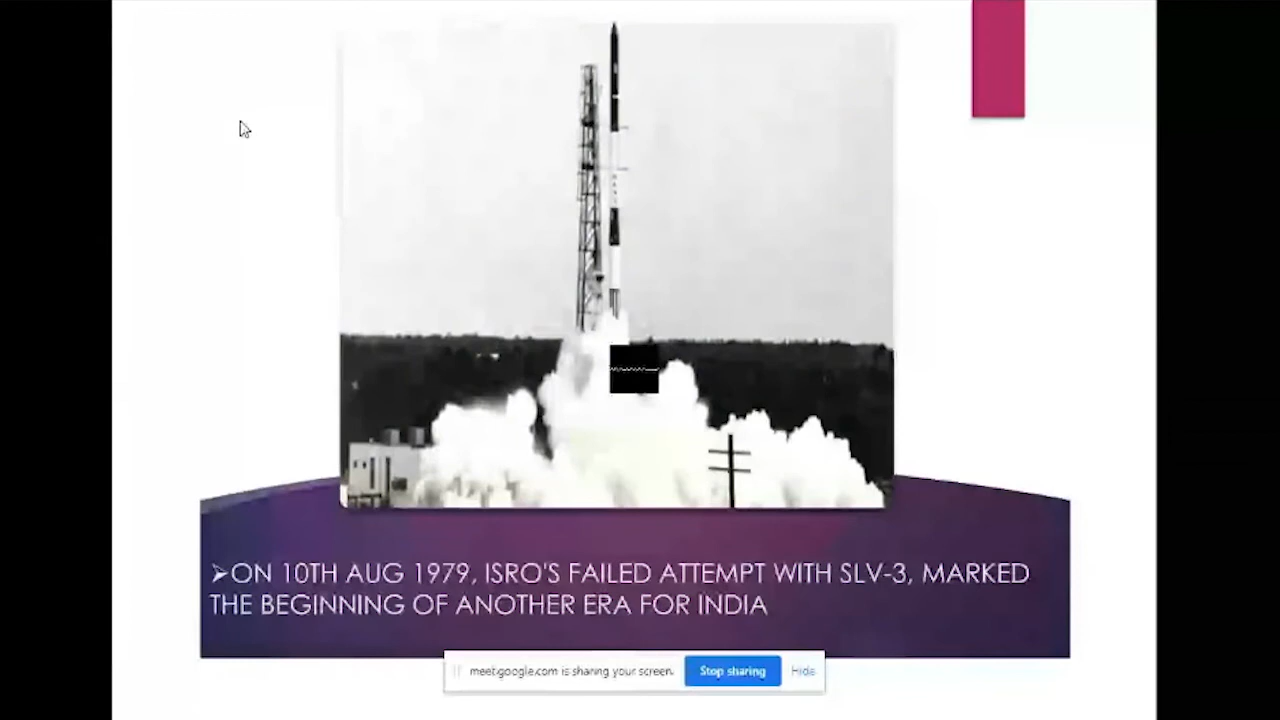 ➢ON 10TH AUG 1979, ISRO'S FAILED ATTEMPT WITH SLV-3, MARKED
THE BEGINNING OF ANOTHER ERA FOR INDIA
meet.google.com is sharing your screen. Stop sharing Hide